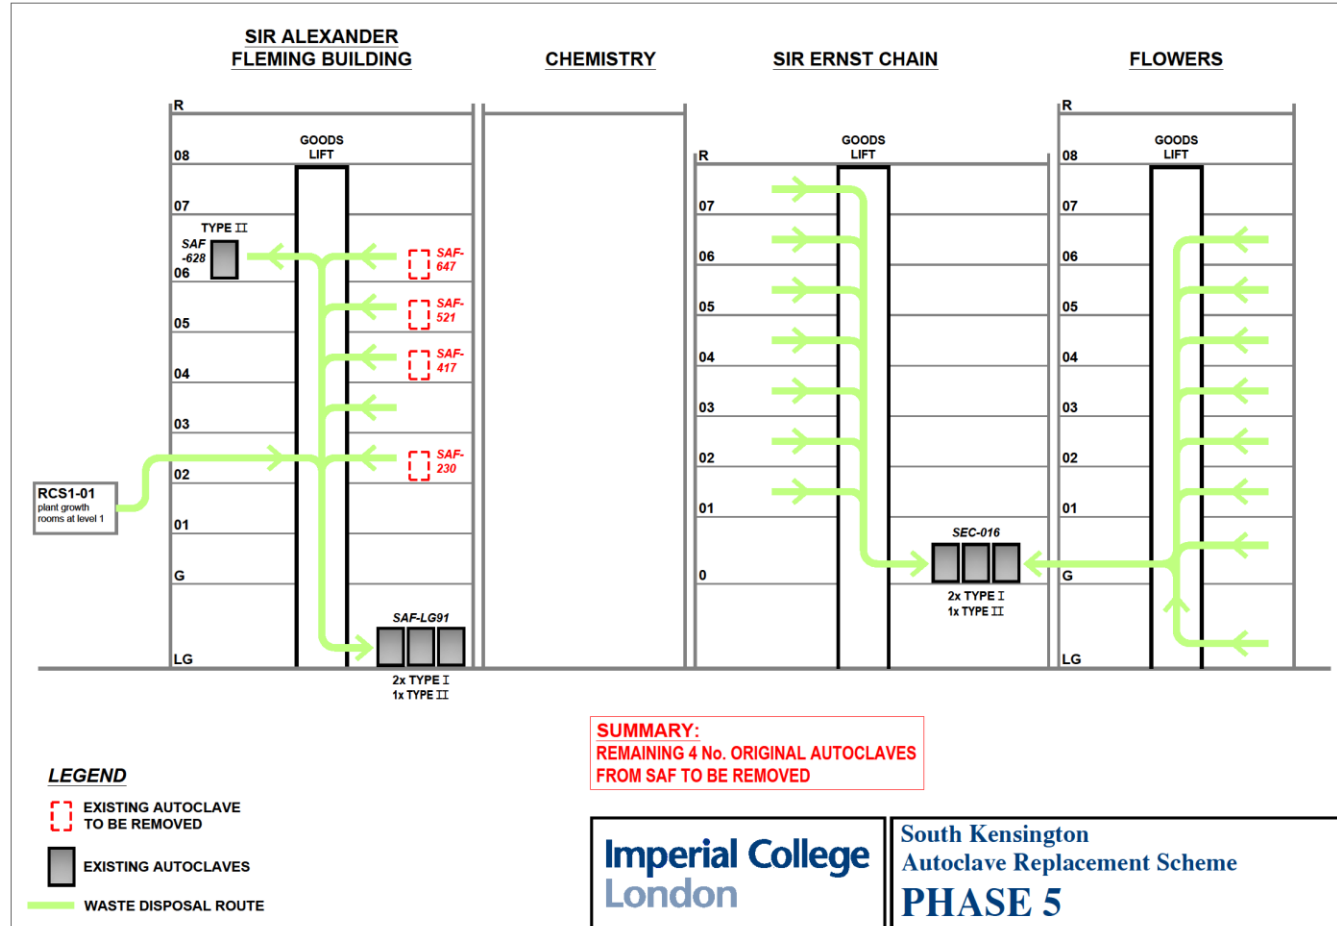 SIR ALEXANDER
FLEMING BUILDING
CHEMISTRY
SIR ERNST CHAIN
FLOWERS
R
08
07
06
05
04
03
02
01
G
LG
GOODS
LIFT
TYPE II
SAF
-628
SAF-
647
SAF-
521
SAF-
417
SAF-
230
RCS1-01
plant growth
rooms at level 1
SAF-LG91
2x TYPE I
1x TYPE II
R
07
06
05
04
03
02
01
0
GOODS
LIFT
SEC-016
2x TYPE I
1x TYPE II
R
08
07
06
05
04
03
02
01
G
LG
GOODS
LIFT
SUMMARY:
REMAINING 4 No. ORIGINAL AUTOCLAVES
FROM SAF TO BE REMOVED
LEGEND
EXISTING AUTOCLAVE
TO BE REMOVED
EXISTING AUTOCLAVES
WASTE DISPOSAL ROUTE
Imperial College
London
South Kensington
Autoclave Replacement Scheme
PHASE 5